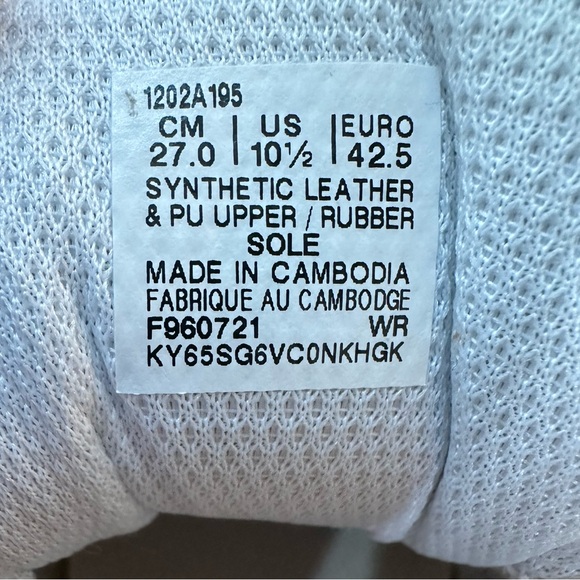 1202A195
CM | US | EURO
27.0 | 10½ | 42.5
SYNTHETIC LEATHER
& PU UPPER / RUBBER
SOLE
MADE IN CAMBODIA
FABRIQUE AU CAMBODGE
F960721 WR
KY65SG6VC0NKHGK